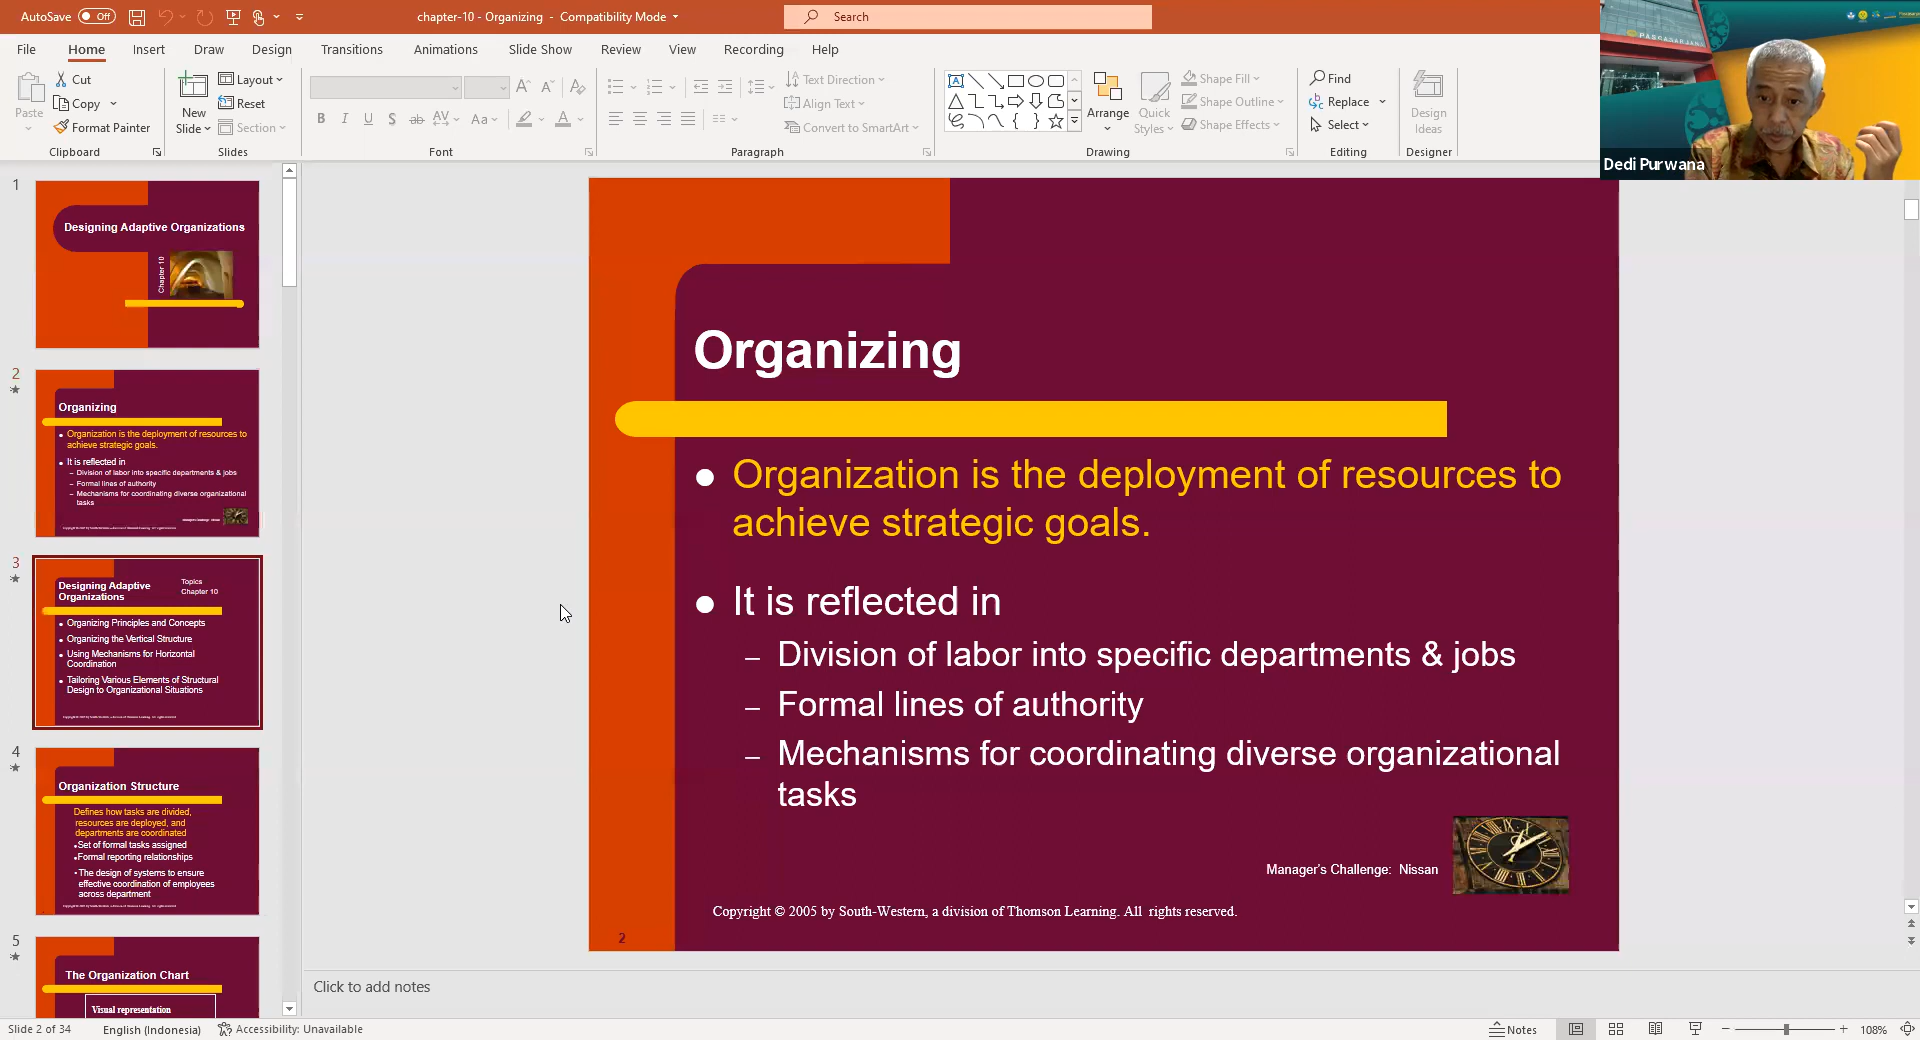 AutoSave Off
chapter-10 - Organizing - Compatibility Mode
Search
File Home Insert Draw Design Transitions Animations Slide Show Review View Recording Help
Paste
Cut
Copy
Format Painter
Clipboard
New Slide
Layout
Reset
Section
Slides
Font
Text Direction
Align Text
Convert to SmartArt
Paragraph
Arrange
Quick Styles
Shape Fill
Shape Outline
Shape Effects
Drawing
Find
Replace
Select
Editing
Design Ideas
Designer
PASCASARJANA
Dedi Purwana
1
Designing Adaptive Organizations
Chapter 10
2
Organizing
Organization is the deployment of resources to
achieve strategic goals.
It is reflected in
– Division of labor into specific departments & jobs
– Formal lines of authority
– Mechanisms for coordinating diverse organizational
tasks
3
Designing Adaptive
Organizations
Topics
Chapter 10
Organizing Principles and Concepts
Organizing the Vertical Structure
Using Mechanisms for Horizontal
Coordination
Tailoring Various Elements of Structural
Design to Organizational Situations
4
Organization Structure
Defines how tasks are divided,
resources are deployed, and
departments are coordinated
Set of formal tasks assigned
Formal reporting relationships
The design of systems to ensure
effective coordination of employees
across department
5
The Organization Chart
Visual representation
Organizing
● Organization is the deployment of resources to
achieve strategic goals.
● It is reflected in
– Division of labor into specific departments & jobs
– Formal lines of authority
– Mechanisms for coordinating diverse organizational
tasks
Manager's Challenge: Nissan
Copyright © 2005 by South-Western, a division of Thomson Learning. All rights reserved.
2
Click to add notes
Slide 2 of 34
English (Indonesia)
Accessibility: Unavailable
Notes
108%